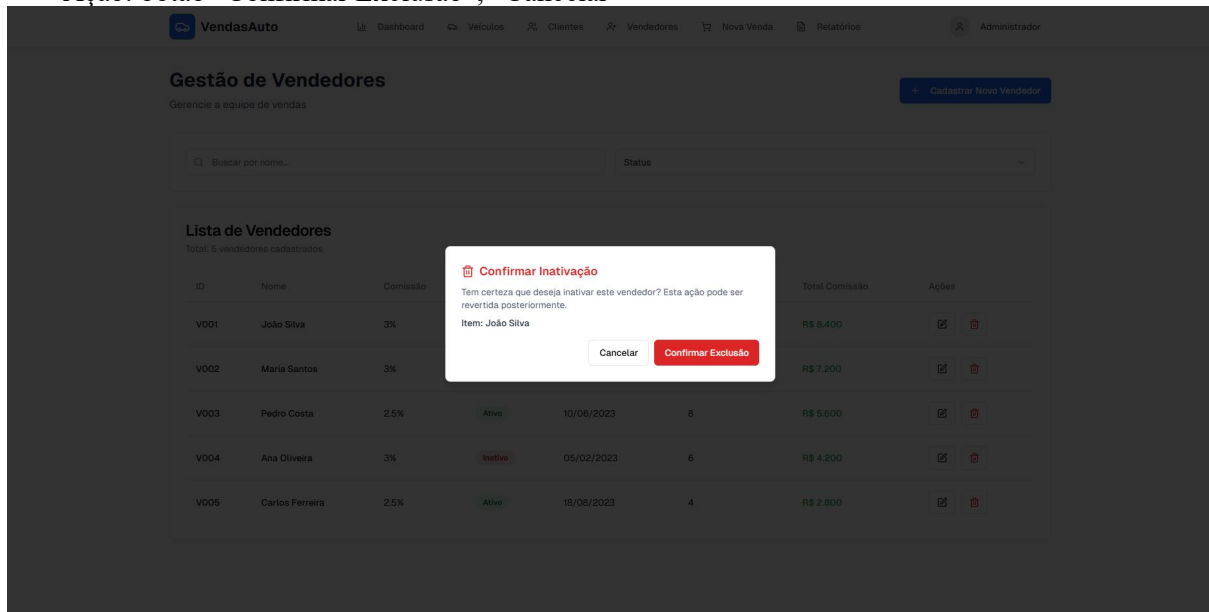 Ação: botão "Confirmar Exclusão", "Cancelar"
VendasAuto Dashboard Veículos Clientes Vendedores Nova Venda Relatórios Administrador
Gestão de Vendedores
Gerencie a equipe de vendas
+ Cadastrar Novo Vendedor
Buscar por nome... Status
Lista de Vendedores
Total: 5 vendedores cadastrados
Confirmar Inativação
Tem certeza que deseja inativar este vendedor? Esta ação pode ser
revertida posteriormente.
Item: João Silva
Cancelar Confirmar Exclusão
ID Nome Comissão Total Comissão Ações
V001 João Silva 3% R$ 8.400
V002 Maria Santos 3% R$ 7.200
V003 Pedro Costa 2.5% Ativo 10/06/2023 8 R$ 5.600
V004 Ana Oliveira 3% Inativo 05/02/2023 6 R$ 4.200
V005 Carlos Ferreira 2.5% Ativo 18/08/2023 4 R$ 2.800